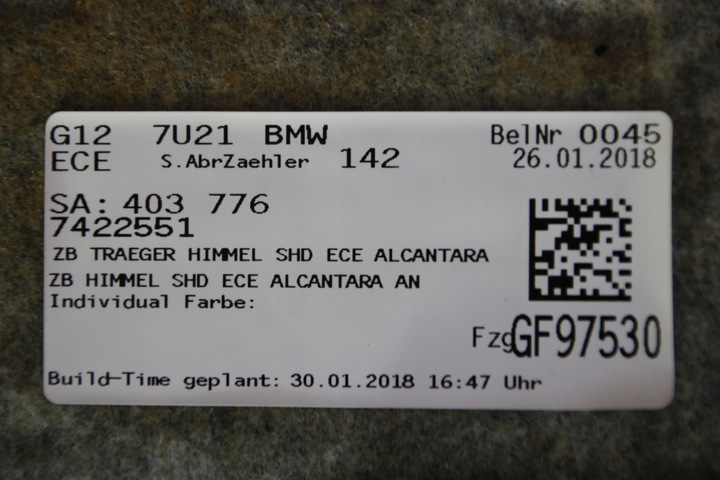 G12 7U21 BMW BelNr 0045
ECE S.AbrZaehler 142 26.01.2018
SA: 403 776
7422551
ZB TRAEGER HIMMEL SHD ECE ALCANTARA
ZB HIMMEL SHD ECE ALCANTARA AN
Individual Farbe:
Fzg GF97530
Build-Time geplant: 30.01.2018 16:47 Uhr